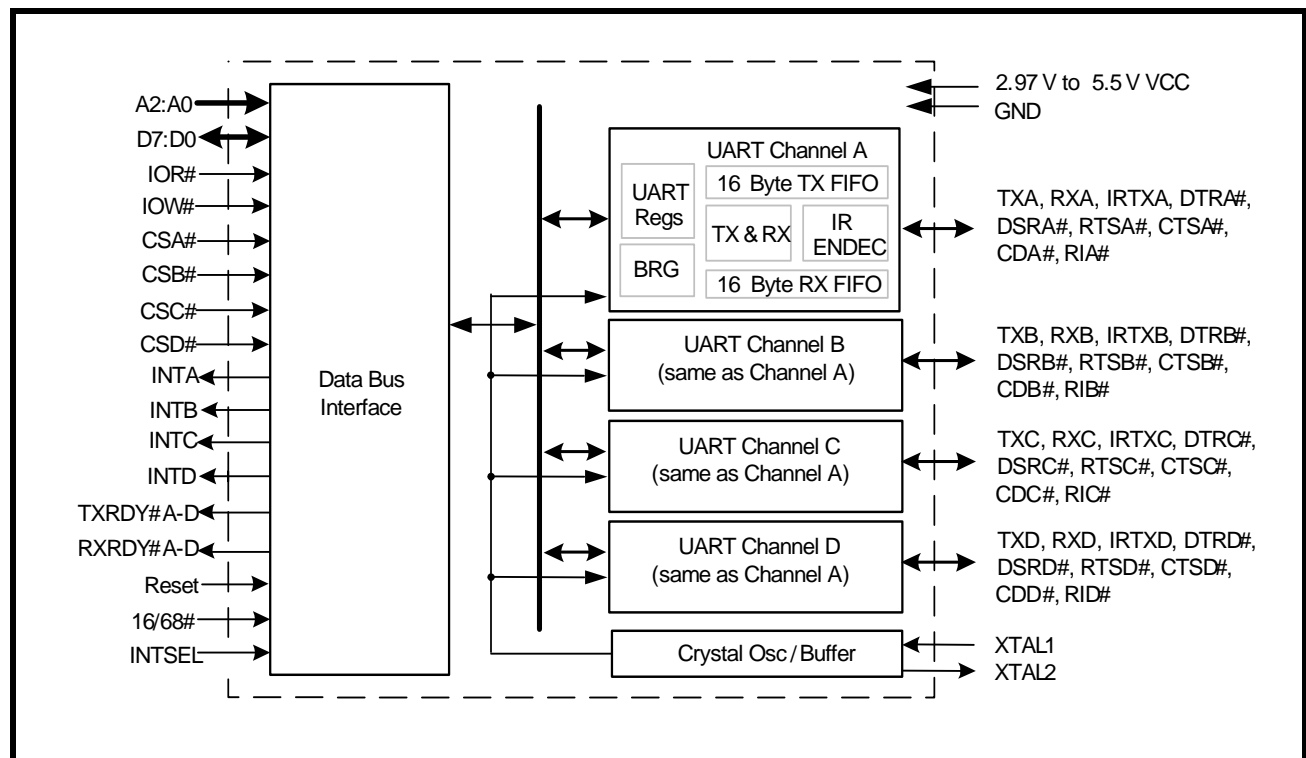 A2:A0
D7:D0
IOR#
IOW#
CSA#
CSB#
CSC#
CSD#
INTA
INTB
INTC
INTD
TXRDY# A-D
RXRDY# A-D
Reset
16/68#
INTSEL
Data Bus
Interface
UART Channel A
UART
Regs
BRG
16 Byte TX FIFO
TX & RX
IR
ENDEC
16 Byte RX FIFO
UART Channel B
(same as Channel A)
UART Channel C
(same as Channel A)
UART Channel D
(same as Channel A)
Crystal Osc / Buffer
2.97 V to 5.5 V VCC
GND
TXA, RXA, IRTXA, DTRA#,
DSRA#, RTSA#, CTSA#,
CDA#, RIA#
TXB, RXB, IRTXB, DTRB#,
DSRB#, RTSB#, CTSB#,
CDB#, RIB#
TXC, RXC, IRTXC, DTRC#,
DSRC#, RTSC#, CTSC#,
CDC#, RIC#
TXD, RXD, IRTXD, DTRD#,
DSRD#, RTSD#, CTSD#,
CDD#, RID#
XTAL1
XTAL2